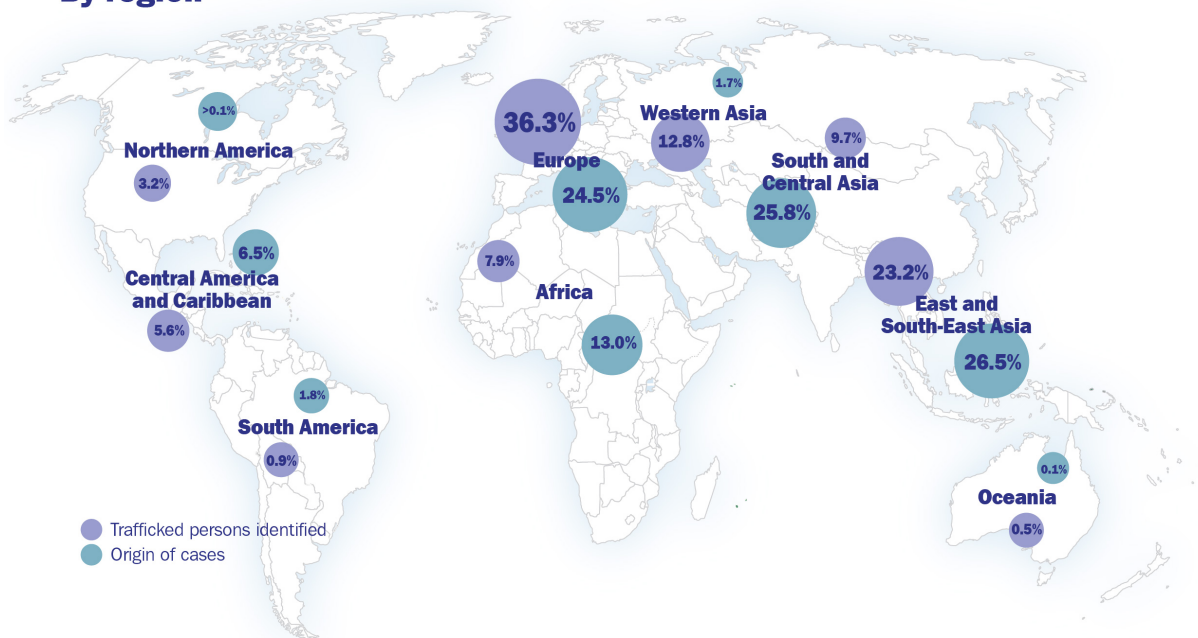 By region
>0.1%
Northern America
3.2%
6.5%
Central America
and Caribbean
5.6%
1.8%
South America
0.9%
36.3%
Europe
24.5%
1.7%
Western Asia
12.8%
9.7%
South and
Central Asia
25.8%
7.9%
Africa
13.0%
23.2%
East and
South-East Asia
26.5%
0.1%
Oceania
0.5%
Trafficked persons identified
Origin of cases